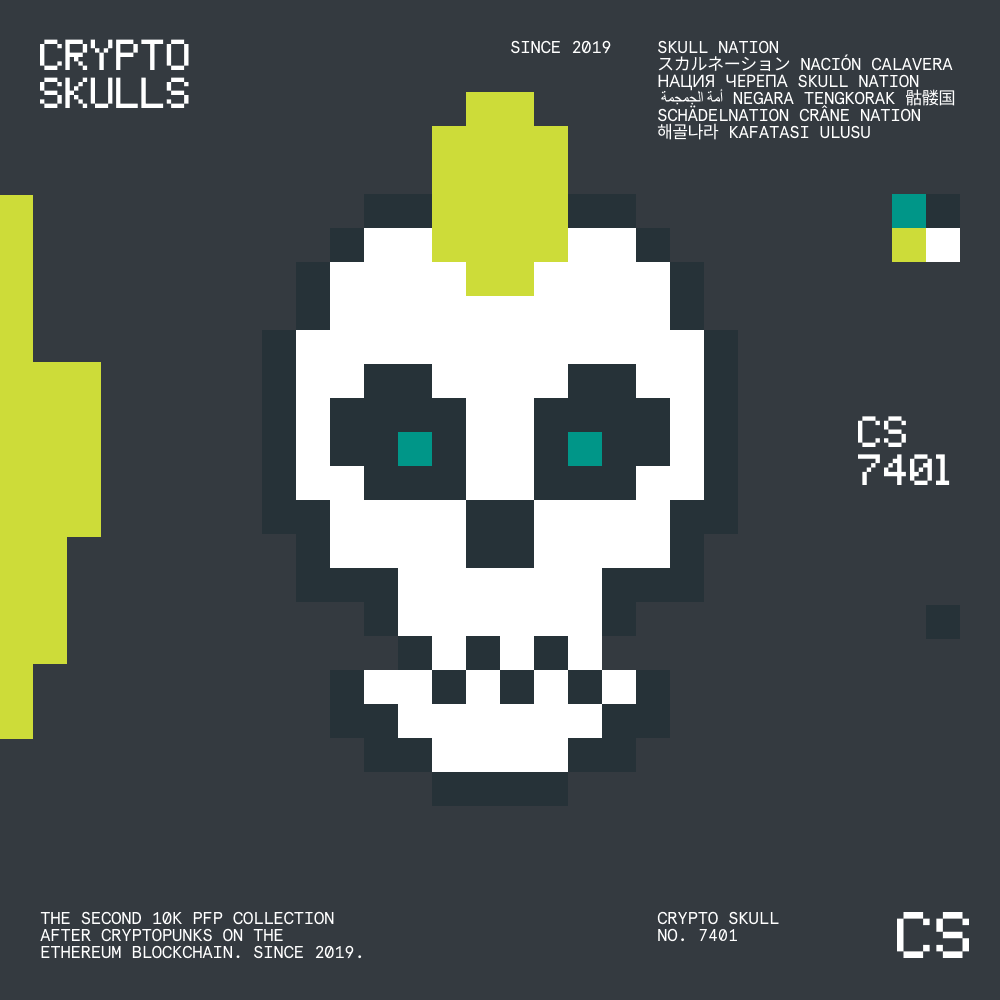 CRYPTO
SKULLS
SINCE 2019
SKULL NATION
スカルネーション NACIÓN CALAVERA
НАЦИЯ ЧЕРЕПА SKULL NATION
أمة الجمجمة NEGARA TENGKORAK 骷髅国
SCHÄDELNATION CRÂNE NATION
해골나라 KAFATASI ULUSU
CS
7401
THE SECOND 10K PFP COLLECTION
AFTER CRYPTOPUNKS ON THE
ETHEREUM BLOCKCHAIN. SINCE 2019.
CRYPTO SKULL
NO. 7401
CS